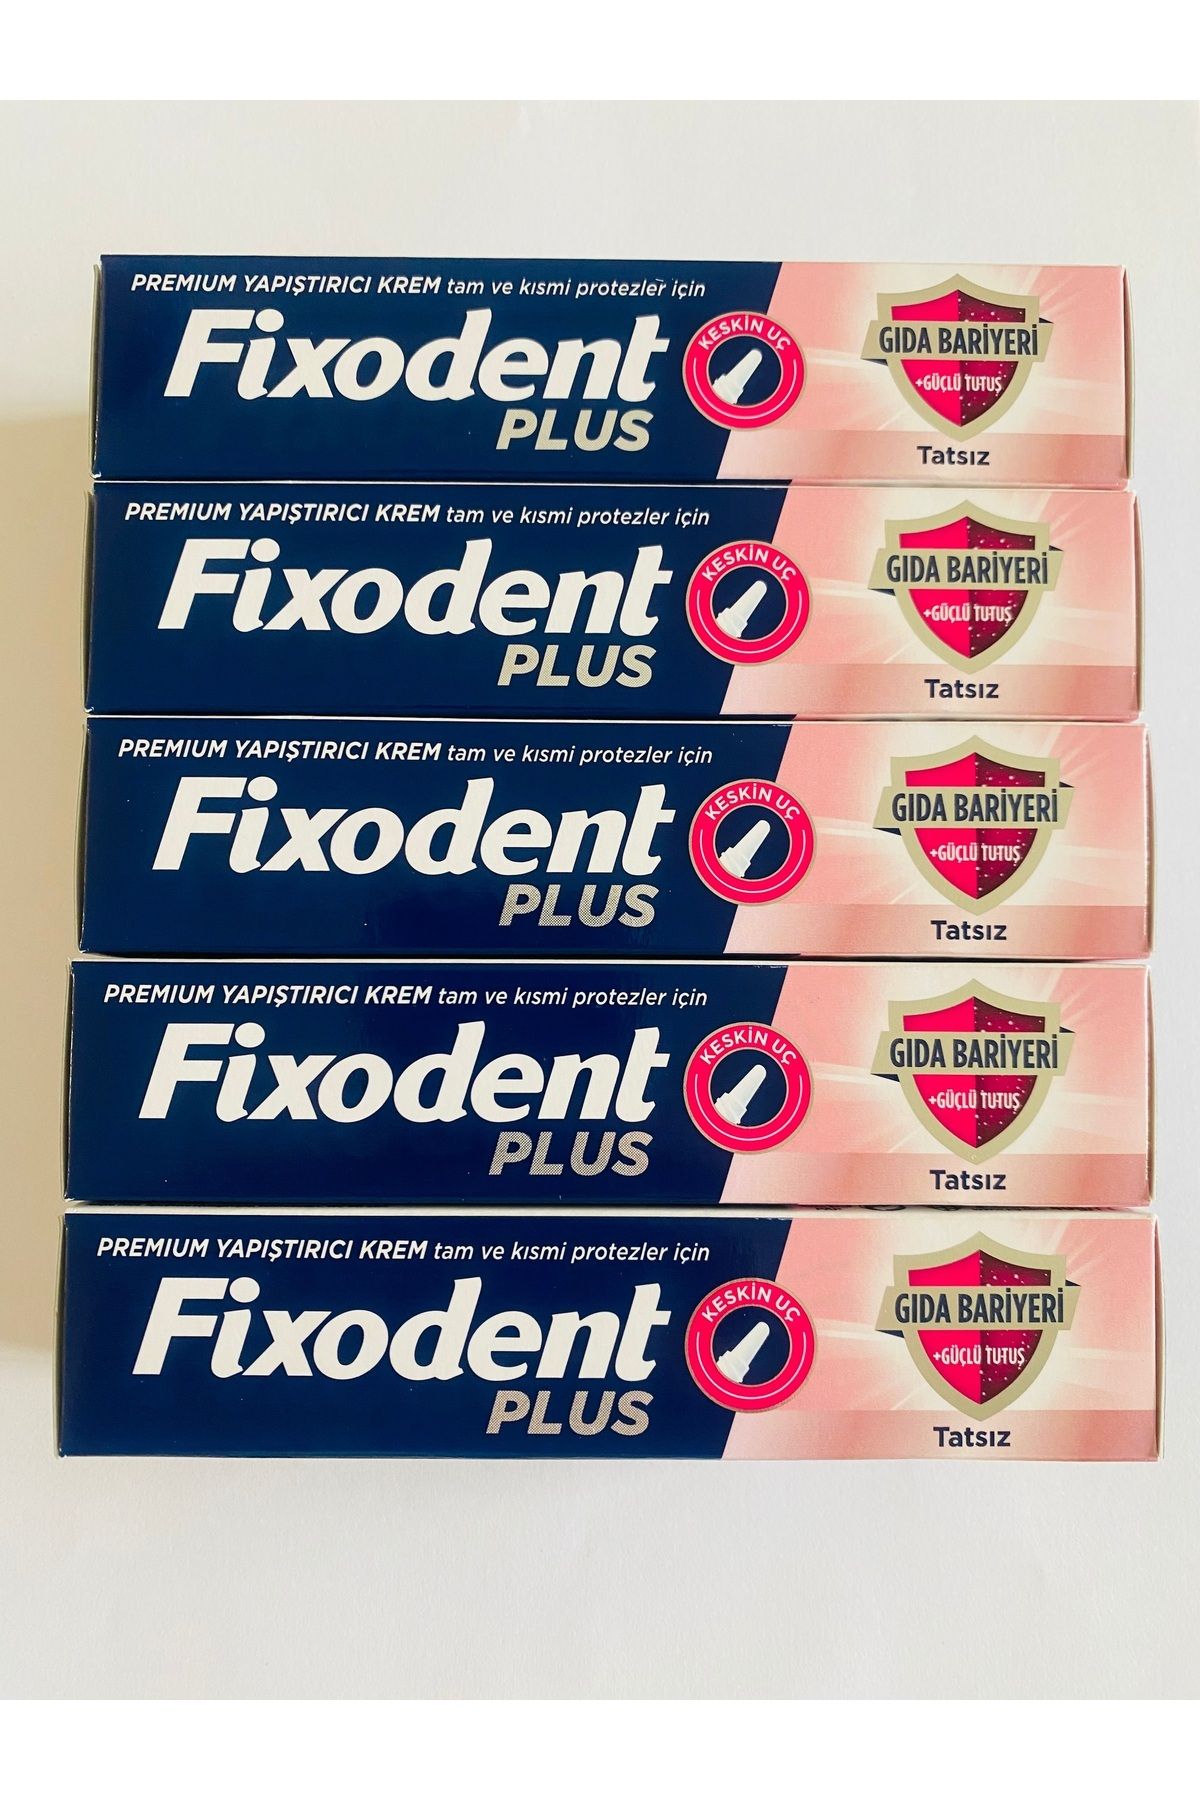 PREMIUM YAPIŞTIRICI KREM tam ve kısmi protezler için
Fixodent
PLUS
KESKİN UÇ
GIDA BARİYERİ
+GÜÇLÜ TUTUŞ
Tatsız
PREMIUM YAPIŞTIRICI KREM tam ve kısmi protezler için
Fixodent
PLUS
KESKİN UÇ
GIDA BARİYERİ
+GÜÇLÜ TUTUŞ
Tatsız
PREMIUM YAPIŞTIRICI KREM tam ve kısmi protezler için
Fixodent
PLUS
KESKİN UÇ
GIDA BARİYERİ
+GÜÇLÜ TUTUŞ
Tatsız
PREMIUM YAPIŞTIRICI KREM tam ve kısmi protezler için
Fixodent
PLUS
KESKİN UÇ
GIDA BARİYERİ
+GÜÇLÜ TUTUŞ
Tatsız
PREMIUM YAPIŞTIRICI KREM tam ve kısmi protezler için
Fixodent
PLUS
KESKİN UÇ
GIDA BARİYERİ
+GÜÇLÜ TUTUŞ
Tatsız